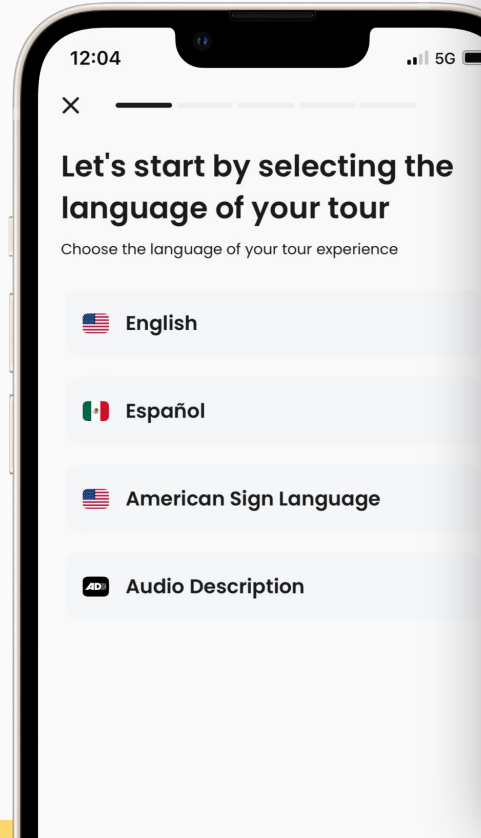 12:04
5G
Let's start by selecting the
language of your tour
Choose the language of your tour experience
English
Español
American Sign Language
AD
Audio Description